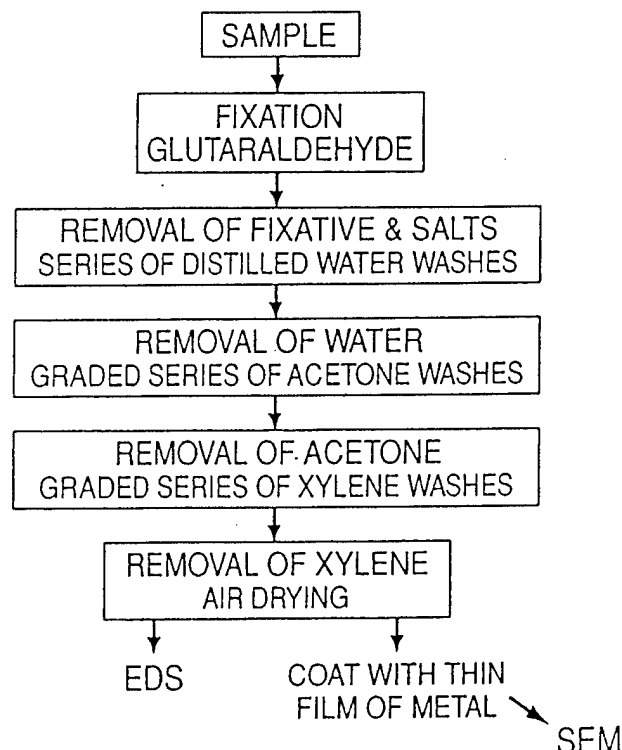 SAMPLE
FIXATION
GLUTARALDEHYDE
REMOVAL OF FIXATIVE & SALTS
SERIES OF DISTILLED WATER WASHES
REMOVAL OF WATER
GRADED SERIES OF ACETONE WASHES
REMOVAL OF ACETONE
GRADED SERIES OF XYLENE WASHES
REMOVAL OF XYLENE
AIR DRYING
EDS
COAT WITH THIN
FILM OF METAL
SEM